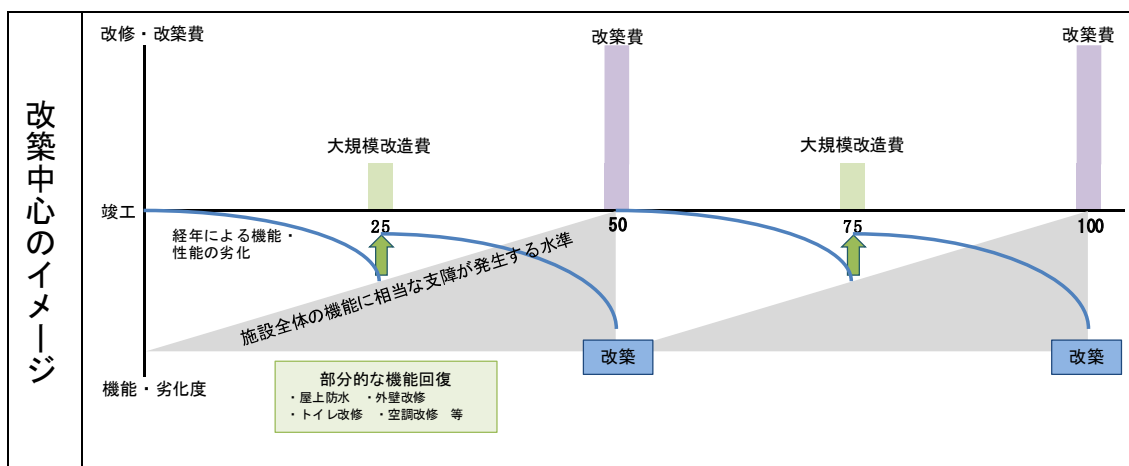 改築中心のイメージ
改修・改築費
改築費
改築費
大規模改造費
大規模改造費
竣工
25
50
75
100
経年による機能・
性能の劣化
施設全体の機能に相当な支障が発生する水準
改築
改築
機能・劣化度
部分的な機能回復
・屋上防水 ・外壁改修
・トイレ改修 ・空調改修 等